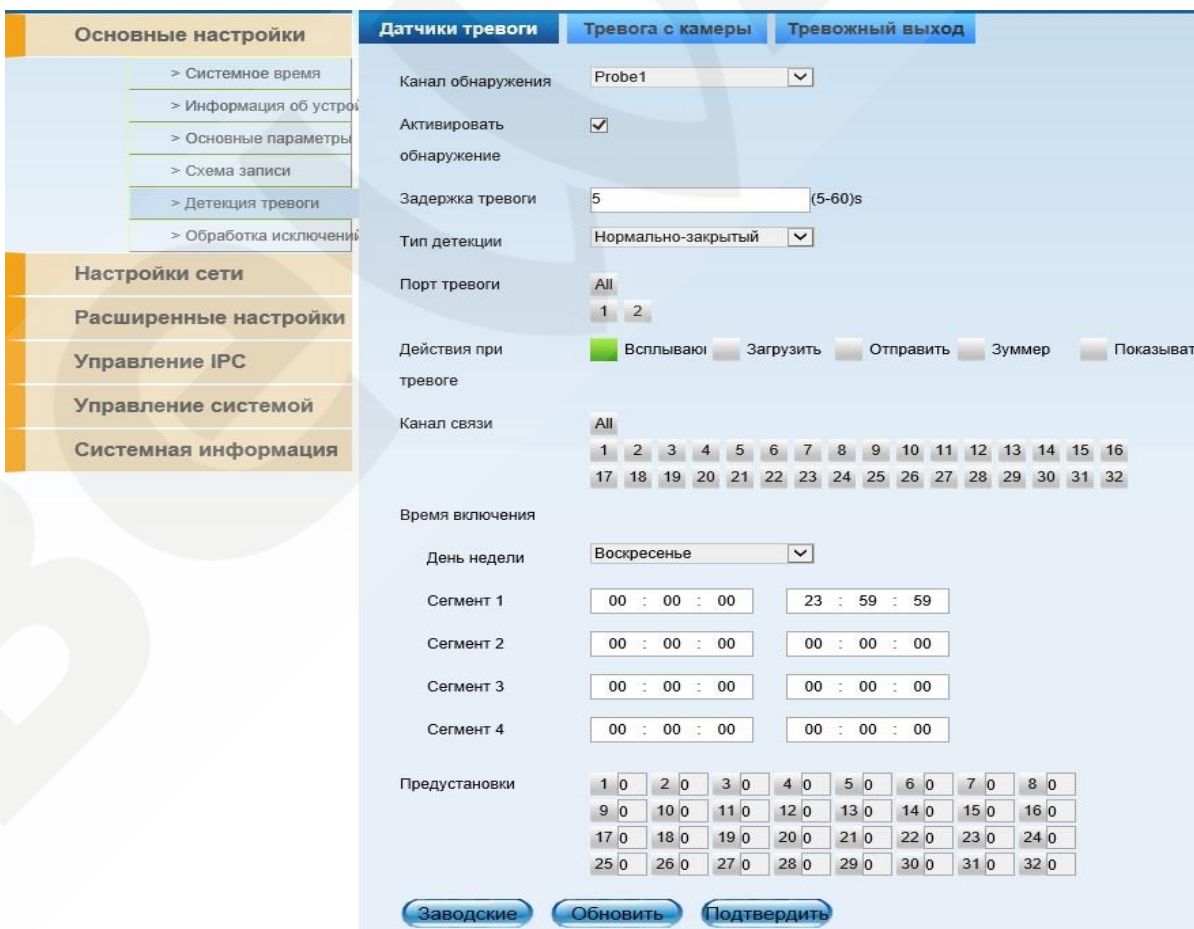 Основные настройки
> Системное время
> Информация об устрой
> Основные параметры
> Схема записи
> Детекция тревоги
> Обработка исключений
Настройки сети
Расширенные настройки
Управление IPC
Управление системой
Системная информация
Датчики тревоги Тревога с камеры Тревожный выход
Канал обнаружения Probe1
Активировать
обнаружение
Задержка тревоги 5 (5-60)s
Тип детекции Нормально-закрытый
Порт тревоги All
1 2
Действия при Всплываю Загрузить Отправить Зуммер Показыват
тревоге
Канал связи All
1 2 3 4 5 6 7 8 9 10 11 12 13 14 15 16
17 18 19 20 21 22 23 24 25 26 27 28 29 30 31 32
Время включения
День недели Воскресенье
Сегмент 1 00 : 00 : 00 23 : 59 : 59
Сегмент 2 00 : 00 : 00 00 : 00 : 00
Сегмент 3 00 : 00 : 00 00 : 00 : 00
Сегмент 4 00 : 00 : 00 00 : 00 : 00
Предустановки 1 0 2 0 3 0 4 0 5 0 6 0 7 0 8 0
9 0 10 0 11 0 12 0 13 0 14 0 15 0 16 0
17 0 18 0 19 0 20 0 21 0 22 0 23 0 24 0
25 0 26 0 27 0 28 0 29 0 30 0 31 0 32 0
Заводские Обновить Подтвердить